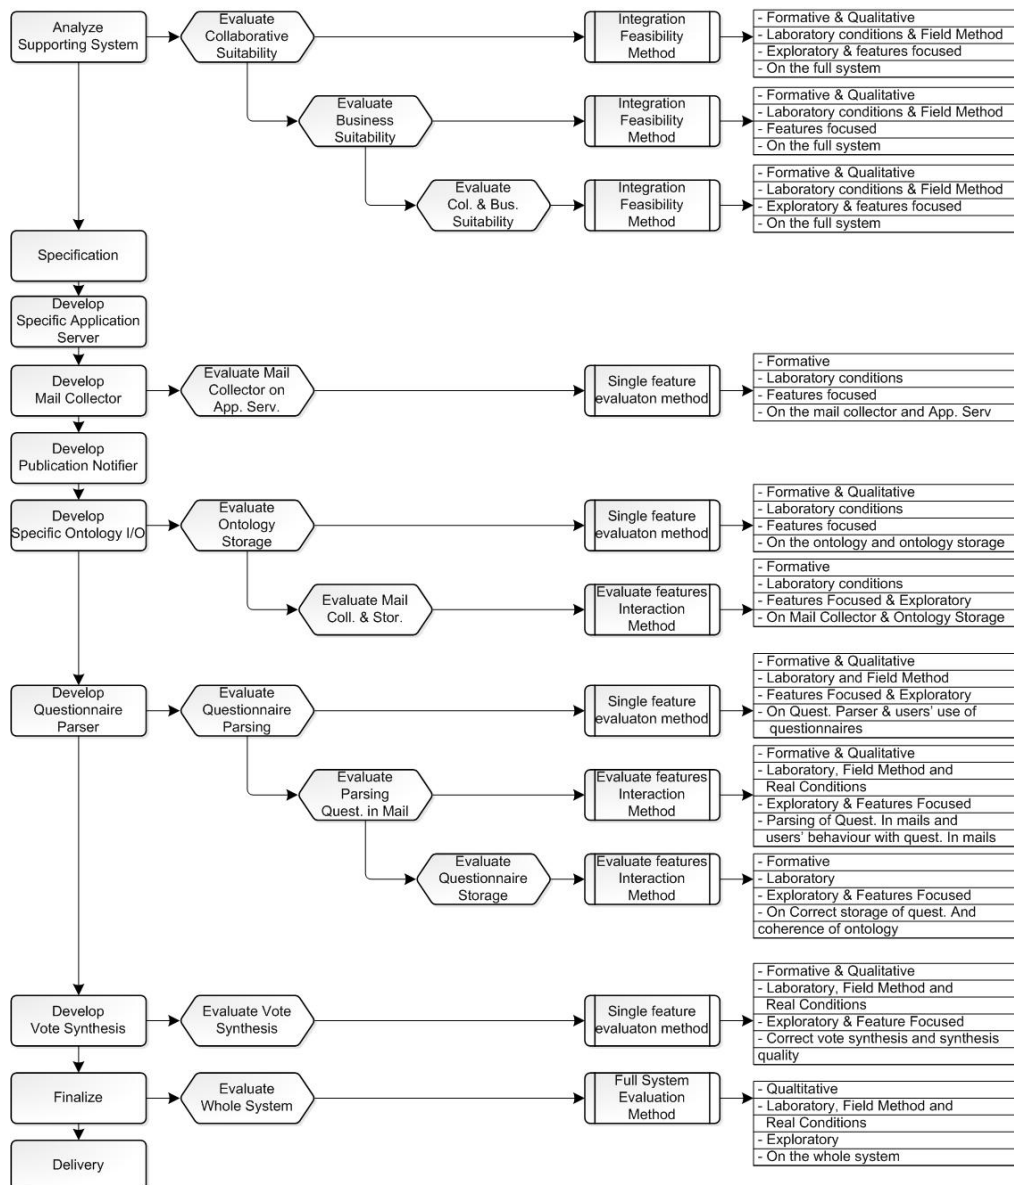 Analyze
Supporting System
Evaluate
Collaborative
Suitability
Integration
Feasibility
Method
- Formative & Qualitative
- Laboratory conditions & Field Method
- Exploratory & features focused
- On the full system
Evaluate
Business
Suitability
Integration
Feasibility
Method
- Formative & Qualitative
- Laboratory conditions & Field Method
- Features focused
- On the full system
Evaluate
Col. & Bus.
Suitability
Integration
Feasibility
Method
- Formative & Qualitative
- Laboratory conditions & Field Method
- Exploratory & features focused
- On the full system
Specification
Develop
Specific Application
Server
Develop
Mail Collector
Evaluate Mail
Collector on
App. Serv.
Single feature
evaluaton method
- Formative
- Laboratory conditions
- Features focused
- On the mail collector and App. Serv
Develop
Publication Notifier
Develop
Specific Ontology I/O
Evaluate
Ontology
Storage
Single feature
evaluaton method
- Formative & Qualitative
- Laboratory conditions
- Features focused
- On the ontology and ontology storage
Evaluate Mail
Coll. & Stor.
Evaluate features
Interaction
Method
- Formative
- Laboratory conditions
- Features Focused & Exploratory
- On Mail Collector & Ontology Storage
Develop
Questionnaire
Parser
Evaluate
Questionnaire
Parsing
Single feature
evaluaton method
- Formative & Qualitative
- Laboratory and Field Method
- Features Focused & Exploratory
- On Quest. Parser & users' use of
questionnaires
Evaluate
Parsing
Quest. in Mail
Evaluate features
Interaction
Method
- Formative & Qualitative
- Laboratory, Field Method and
Real Conditions
- Exploratory & Features Focused
- Parsing of Quest. In mails and
users' behaviour with quest. In mails
Evaluate
Questionnaire
Storage
Evaluate features
Interaction
Method
- Formative
- Laboratory
- Exploratory & Features Focused
- On Correct storage of quest. And
coherence of ontology
Develop
Vote Synthesis
Evaluate Vote
Synthesis
Single feature
evaluaton method
- Formative & Qualitative
- Laboratory, Field Method and
Real Conditions
- Exploratory & Feature Focused
- Correct vote synthesis and synthesis
quality
Finalize
Evaluate
Whole System
Full System
Evaluation
Method
- Qualtitative
- Laboratory, Field Method and
Real Conditions
- Exploratory
- On the whole system
Delivery